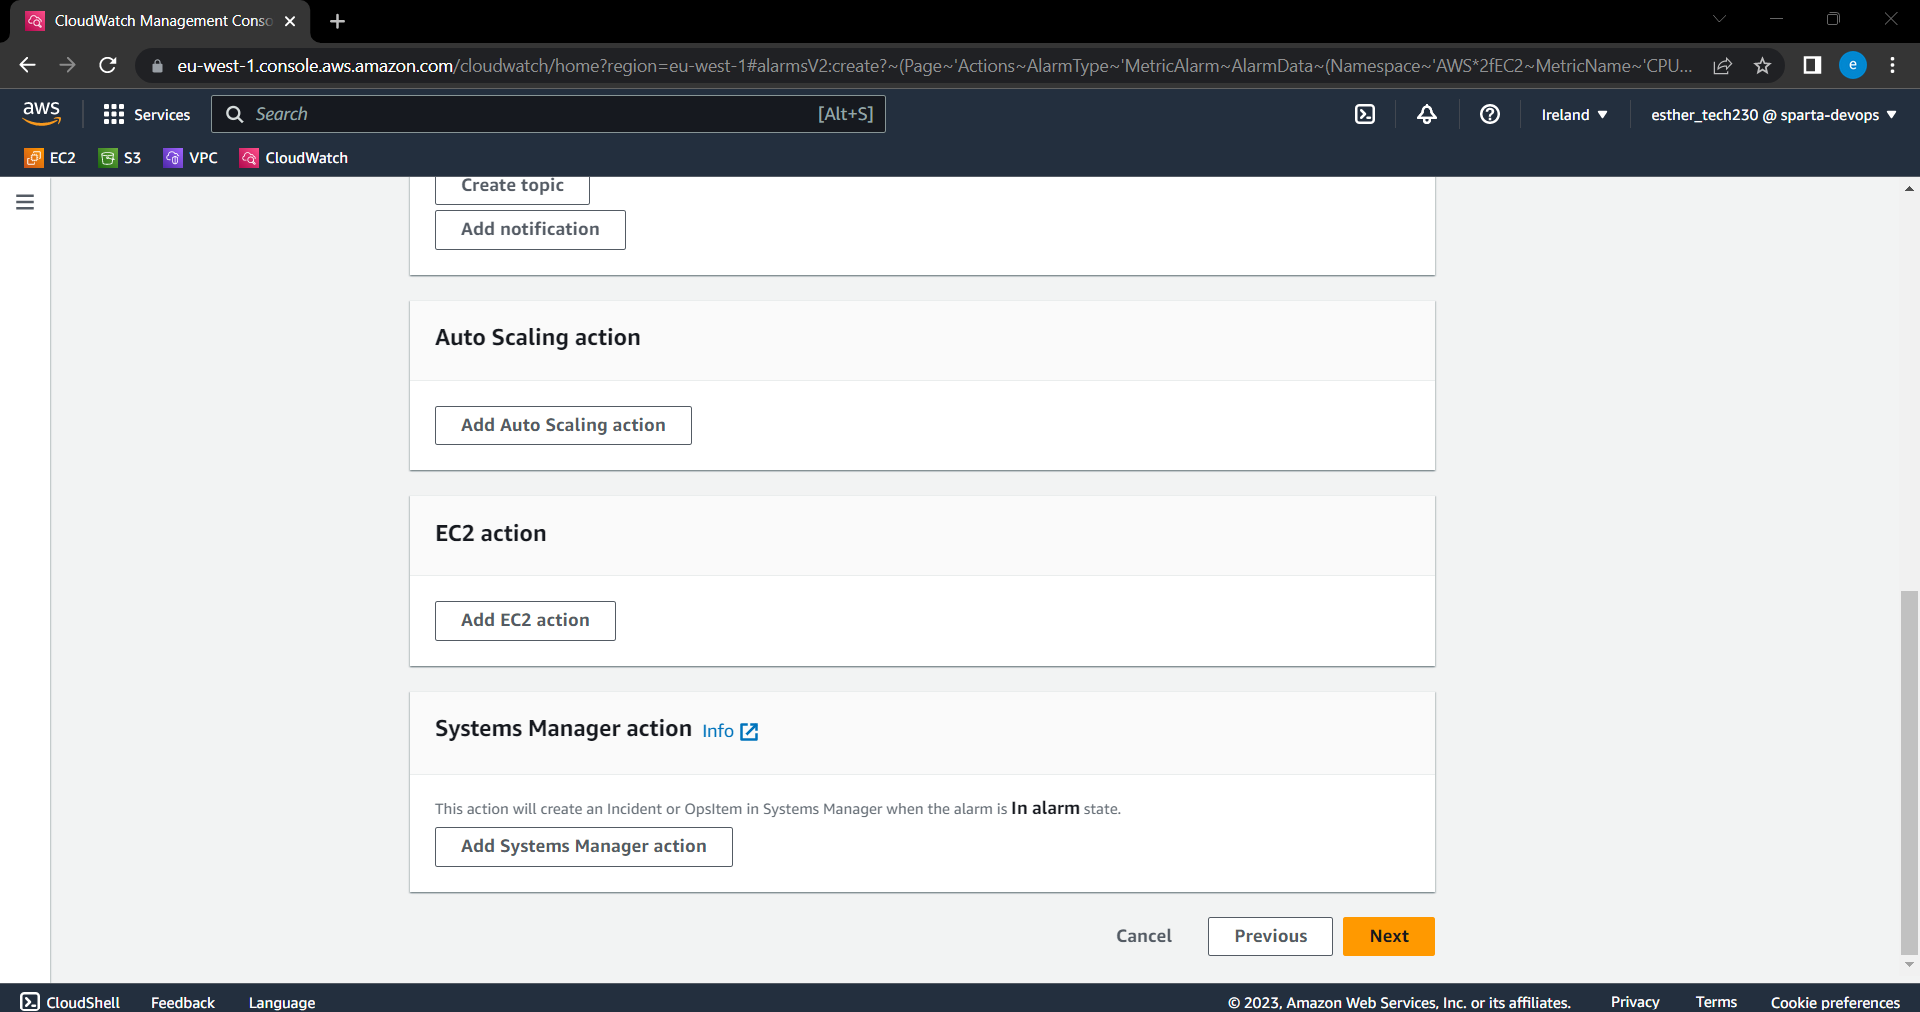 CloudWatch Management Conso
eu-west-1.console.aws.amazon.com/cloudwatch/home?region=eu-west-1#alarmsV2:create?~(Page~'Actions~AlarmType~'MetricAlarm~AlarmData~(Namespace~'AWS*2fEC2~MetricName~'CPU...
e
aws
Services
Search
[Alt+S]
Ireland
esther_tech230 @ sparta-devops
EC2
S3
VPC
CloudWatch
Create topic
Add notification
Auto Scaling action
Add Auto Scaling action
EC2 action
Add EC2 action
Systems Manager action Info
This action will create an Incident or OpsItem in Systems Manager when the alarm is In alarm state.
Add Systems Manager action
Cancel
Previous
Next
CloudShell
Feedback
Language
© 2023, Amazon Web Services, Inc. or its affiliates.
Privacy
Terms
Cookie preferences